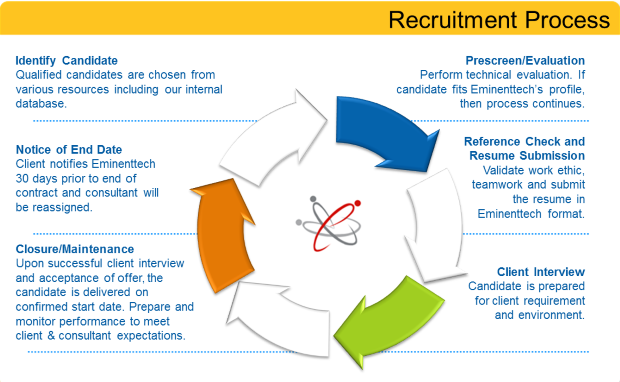 Recruitment Process
Identify Candidate
Qualified candidates are chosen from
various resources including our internal
database.
Notice of End Date
Client notifies Eminenttech
30 days prior to end of
contract and consultant will
be reassigned.
Closure/Maintenance
Upon successful client interview
and acceptance of offer, the
candidate is delivered on
confirmed start date. Prepare and
monitor performance to meet
client & consultant expectations.
Prescreen/Evaluation
Perform technical evaluation. If
candidate fits Eminenttech's profile,
then process continues.
Reference Check and
Resume Submission
Validate work ethic,
teamwork and submit
the resume in
Eminenttech format.
Client Interview
Candidate is prepared
for client requirement
and environment.